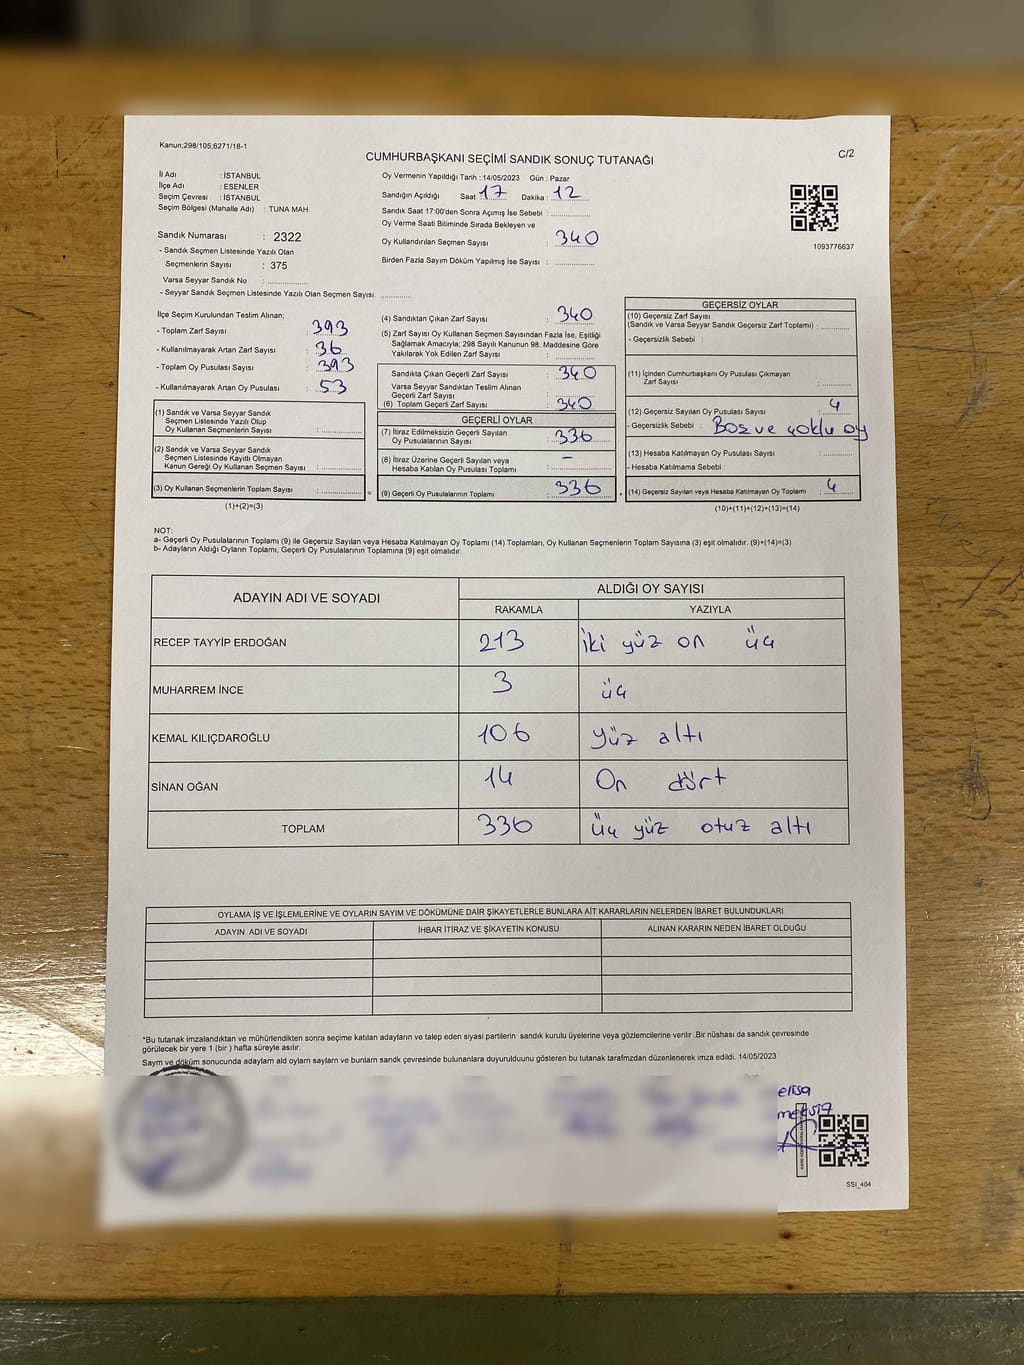 Kanun;298/105;6271/18-1
CUMHURBAŞKANI SEÇİMİ SANDIK SONUÇ TUTANAĞI
C/2
İl Adı : İSTANBUL
İlçe Adı : ESENLER
Seçim Çevresi : İSTANBUL
Seçim Bölgesi (Mahalle Adı) : TUNA MAH.
Oy Vermenin Yapıldığı Tarih : 14/05/2023 Gün : Pazar
Sandığın Açıldığı Saat : 17 Dakika : 12
Sandık Saat 17:00'den Sonra Açımış İse Sebebi : ..............
Oy Verme Saati Bitiminde Sırada Bekleyen ve
Oy Kullandırılan Seçmen Sayısı : 340
Birden Fazla Sayım Döküm Yapılmış İse Sayısı : ..............
1093776637
Sandık Numarası : 2322
- Sandık Seçmen Listesinde Yazılı Olan
Seçmenlerin Sayısı : 375
Varsa Seyyar Sandık No : ..............
- Seyyar Sandık Seçmen Listesinde Yazılı Olan Seçmen Sayısı: ..............
İlçe Seçim Kurulundan Teslim Alınan;
- Toplam Zarf Sayısı : 393
- Kullanılmayarak Artan Zarf Sayısı : 36
- Toplam Oy Pusulası Sayısı : 393
- Kullanılmayarak Artan Oy Pusulası : 53
(1) Sandık ve Varsa Seyyar Sandık
Seçmen Listesinde Yazılı Olup
Oy Kullanan Seçmenlerin Sayısı : ..............
(2) Sandık ve Varsa Seyyar Sandık
Seçmen Listesinde Kayıtlı Olmayan
Kanun Gereği Oy Kullanan Seçmen Sayısı : ..............
(3) Oy Kullanan Seçmenlerin Toplam Sayısı : ..............
(1)+(2)=(3)
(4) Sandıktan Çıkan Zarf Sayısı : 340
(5) Zarf Sayısı Oy Kullanan Seçmen Sayısından Fazla İse, Eşitliği
Sağlamak Amacıyla; 298 Sayılı Kanunun 98. Maddesine Göre
Yakılarak Yok Edilen Zarf Sayısı : ..............
Sandıkta Çıkan Geçerli Zarf Sayısı : 340
Varsa Seyyar Sandıktan Teslim Alınan
Geçerli Zarf Sayısı : ..............
(6) Toplam Geçerli Zarf Sayısı : 340
GEÇERLİ OYLAR
(7) İtiraz Edilmeksizin Geçerli Sayılan
Oy Pusulalarının Sayısı : 336
(8) İtiraz Üzerine Geçerli Sayılan veya
Hesaba Katılan Oy Pusulası Toplamı : –
= (9) Geçerli Oy Pusulalarının Toplamı : 336 +
GEÇERSİZ OYLAR
(10) Geçersiz Zarf Sayısı
(Sandık ve Varsa Seyyar Sandık Geçersiz Zarf Toplamı) : ..............
- Geçersizlik Sebebi :
(11) İçinden Cumhurbaşkanı Oy Pusulası Çıkmayan
Zarf Sayısı : ..............
(12) Geçersiz Sayılan Oy Pusulası Sayısı : 4
- Geçersizlik Sebebi : Boş ve çoklu oy
(13) Hesaba Katılmayan Oy Pusulası Sayısı : ..............
- Hesaba Katılmama Sebebi :
(14) Geçersiz Sayılan veya Hesaba Katılmayan Oy Toplamı : 4
(10)+(11)+(12)+(13)=(14)
NOT:
a- Geçerli Oy Pusulalarının Toplamı (9) ile Geçersiz Sayılan veya Hesaba Katılmayan Oy Toplamı (14) Toplamları, Oy Kullanan Seçmenlerin Toplam Sayısına (3) eşit olmalıdır. (9)+(14)=(3)
b- Adayların Aldığı Oyların Toplamı, Geçerli Oy Pusulalarının Toplamına (9) eşit olmalıdır.
ADAYIN ADI VE SOYADI
ALDIĞI OY SAYISI
RAKAMLA YAZIYLA
RECEP TAYYİP ERDOĞAN 213 iki yüz on üç
MUHARREM İNCE 3 üç
KEMAL KILIÇDAROĞLU 106 yüz altı
SİNAN OĞAN 14 On dört
TOPLAM 336 üç yüz otuz altı
OYLAMA İŞ VE İŞLEMLERİNE VE OYLARIN SAYIM VE DÖKÜMÜNE DAİR ŞİKAYETLERLE BUNLARA AİT KARARLARIN NELERDEN İBARET BULUNDUKLARI
ADAYIN ADI VE SOYADI İHBAR İTİRAZ VE ŞİKAYETİN KONUSU ALINAN KARARIN NEDEN İBARET OLDUĞU
*Bu tutanak imzalandıktan ve mühürlendikten sonra seçime katılan adayların ve talep eden siyasi partilerin sandık kurulu üyelerine veya gözlemcilerine verilir .Bir nüshası da sandık çevresinde
görülecek bir yere 1 (bir ) hafta süreyle asılır.
Sayım ve döküm sonucunda adayların ald oyların sayların ve bunların sandk çevresinde bulunanlara duyurulduunu gösteren bu tutanak tarafmzdan düzenlenerek imza edildi. 14/05/2023
elisa
SSI_404